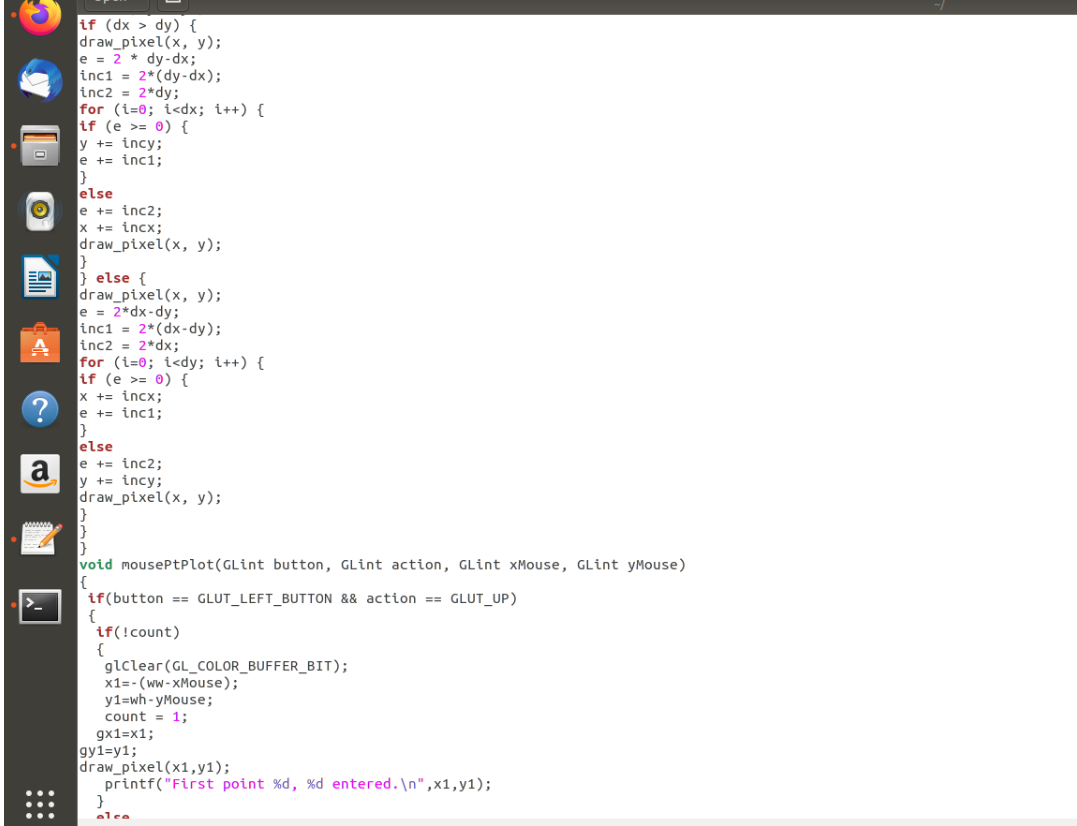 Open
~/
if (dx > dy) {
draw_pixel(x, y);
e = 2 * dy-dx;
inc1 = 2*(dy-dx);
inc2 = 2*dy;
for (i=0; i<dx; i++) {
if (e >= 0) {
y += incy;
e += inc1;
}
else
e += inc2;
x += incx;
draw_pixel(x, y);
}
} else {
draw_pixel(x, y);
e = 2*dx-dy;
inc1 = 2*(dx-dy);
inc2 = 2*dx;
for (i=0; i<dy; i++) {
if (e >= 0) {
x += incx;
e += inc1;
}
else
e += inc2;
y += incy;
draw_pixel(x, y);
}
}
}
void mousePtPlot(GLint button, GLint action, GLint xMouse, GLint yMouse)
{
if(button == GLUT_LEFT_BUTTON && action == GLUT_UP)
{
if(!count)
{
glClear(GL_COLOR_BUFFER_BIT);
x1=-(ww-xMouse);
y1=wh-yMouse;
count = 1;
gx1=x1;
gy1=y1;
draw_pixel(x1,y1);
printf("First point %d, %d entered.\n",x1,y1);
}
else